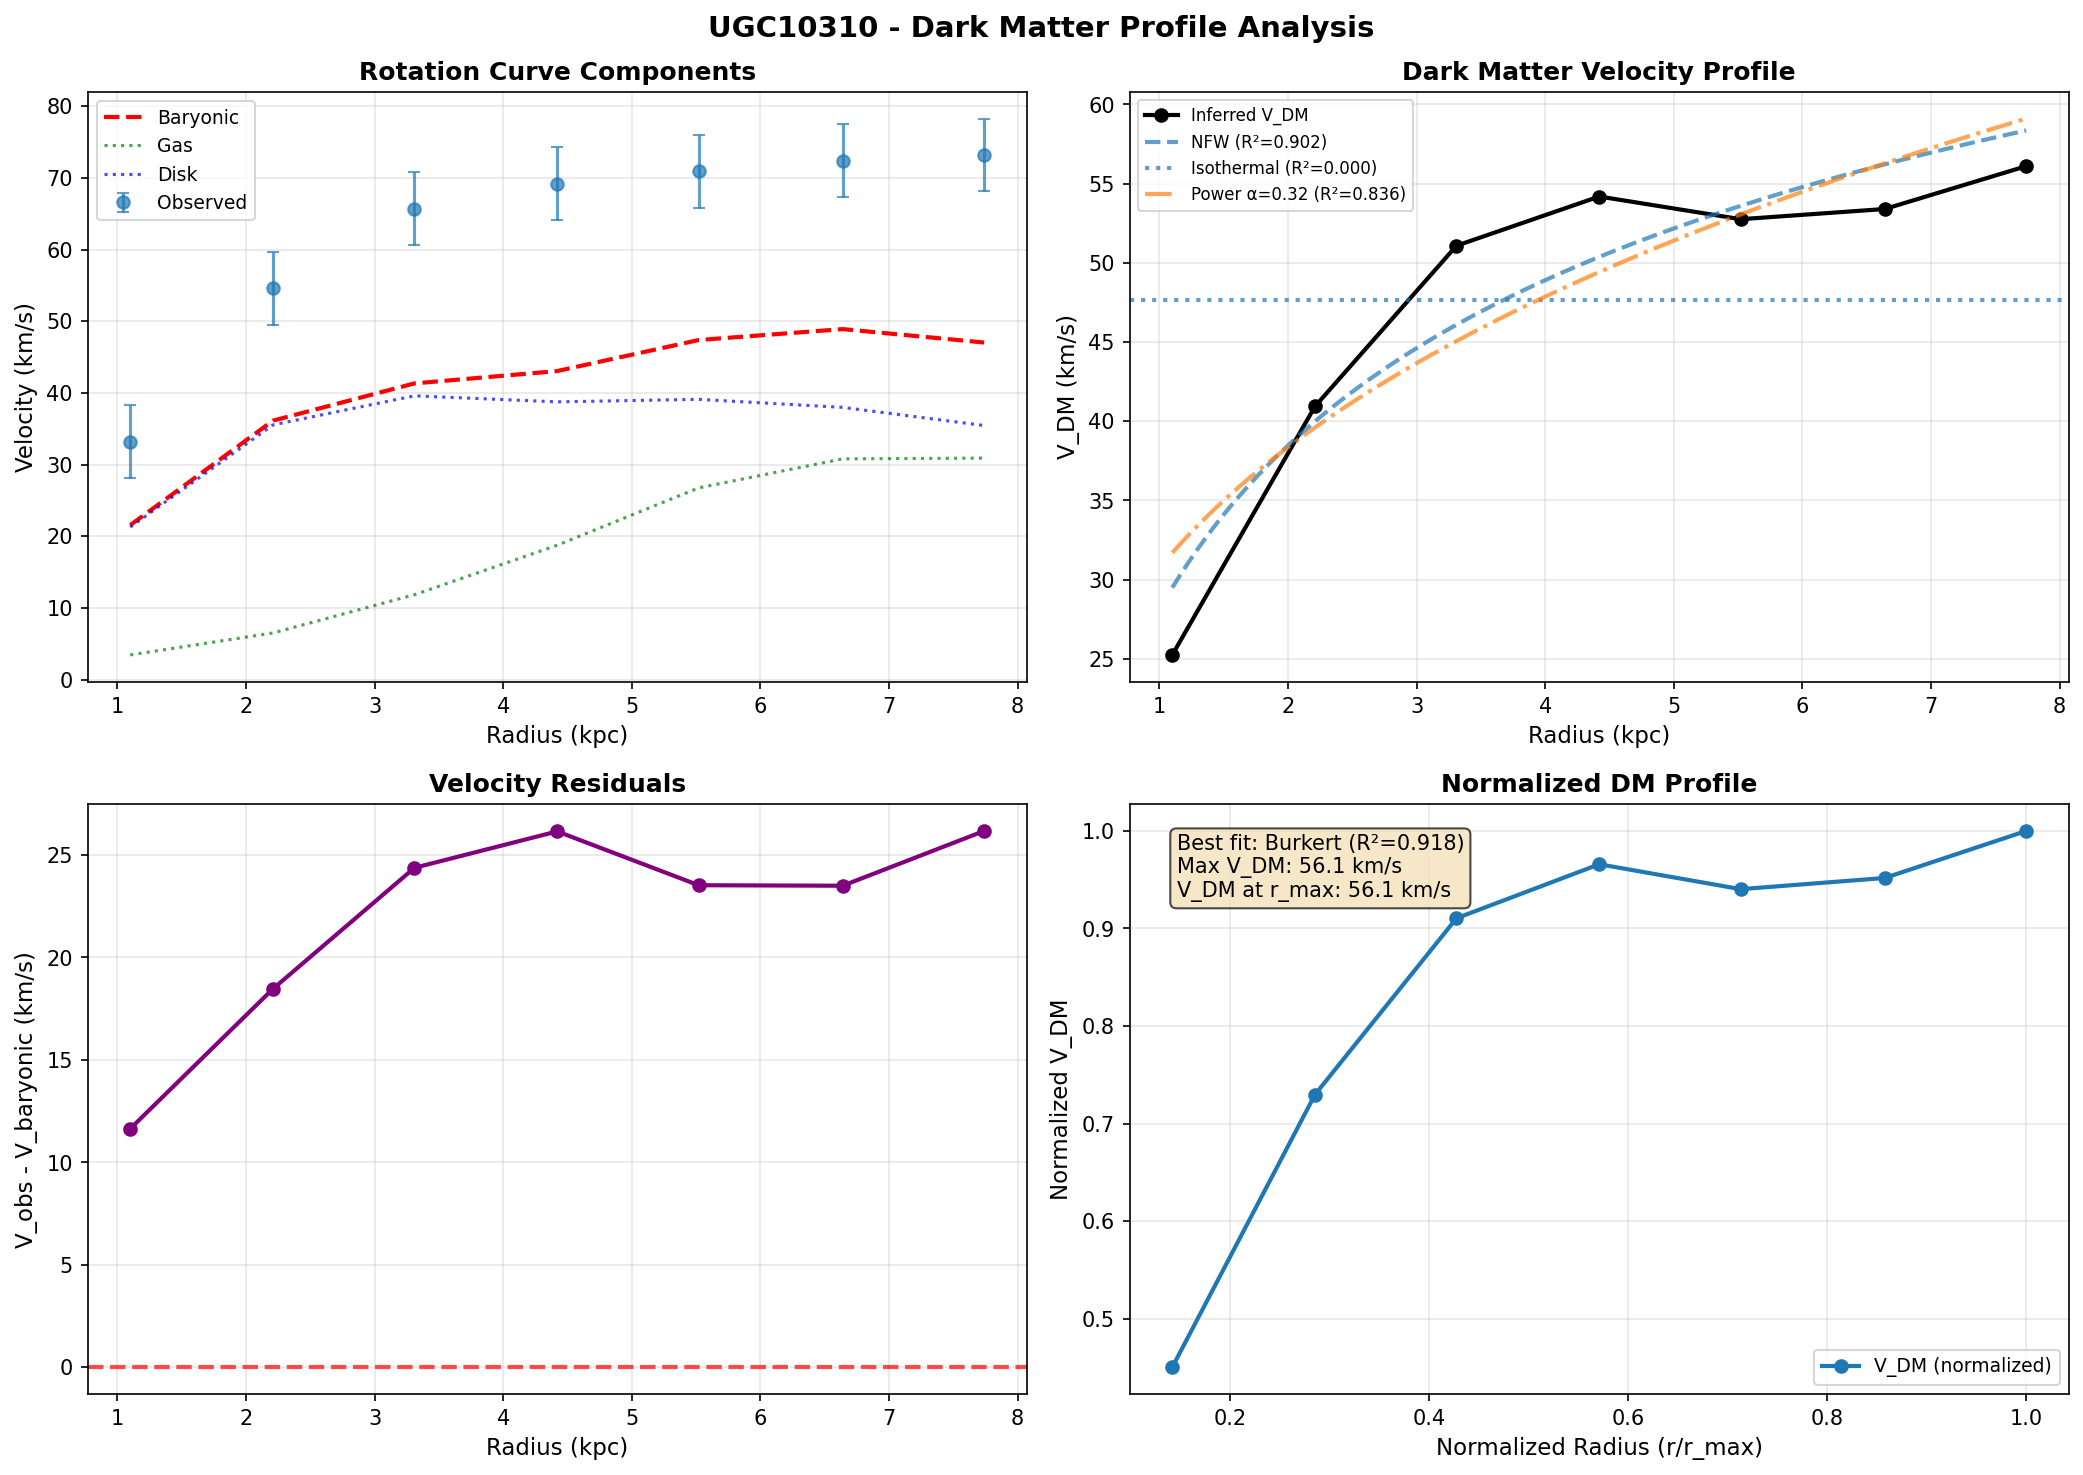 UGC10310 - Dark Matter Profile Analysis
Rotation Curve Components
80
70
60
50
40
30
20
10
0
Velocity (km/s)
Baryonic
Gas
Disk
Observed
1 2 3 4 5 6 7 8
Radius (kpc)
Dark Matter Velocity Profile
60
55
50
45
40
35
30
25
V_DM (km/s)
Inferred V_DM
NFW (R²=0.902)
Isothermal (R²=0.000)
Power α=0.32 (R²=0.836)
1 2 3 4 5 6 7 8
Radius (kpc)
Velocity Residuals
25
20
15
10
5
0
V_obs - V_baryonic (km/s)
1 2 3 4 5 6 7 8
Radius (kpc)
Normalized DM Profile
1.0
0.9
0.8
0.7
0.6
0.5
Normalized V_DM
Best fit: Burkert (R²=0.918)
Max V_DM: 56.1 km/s
V_DM at r_max: 56.1 km/s
V_DM (normalized)
0.2 0.4 0.6 0.8 1.0
Normalized Radius (r/r_max)